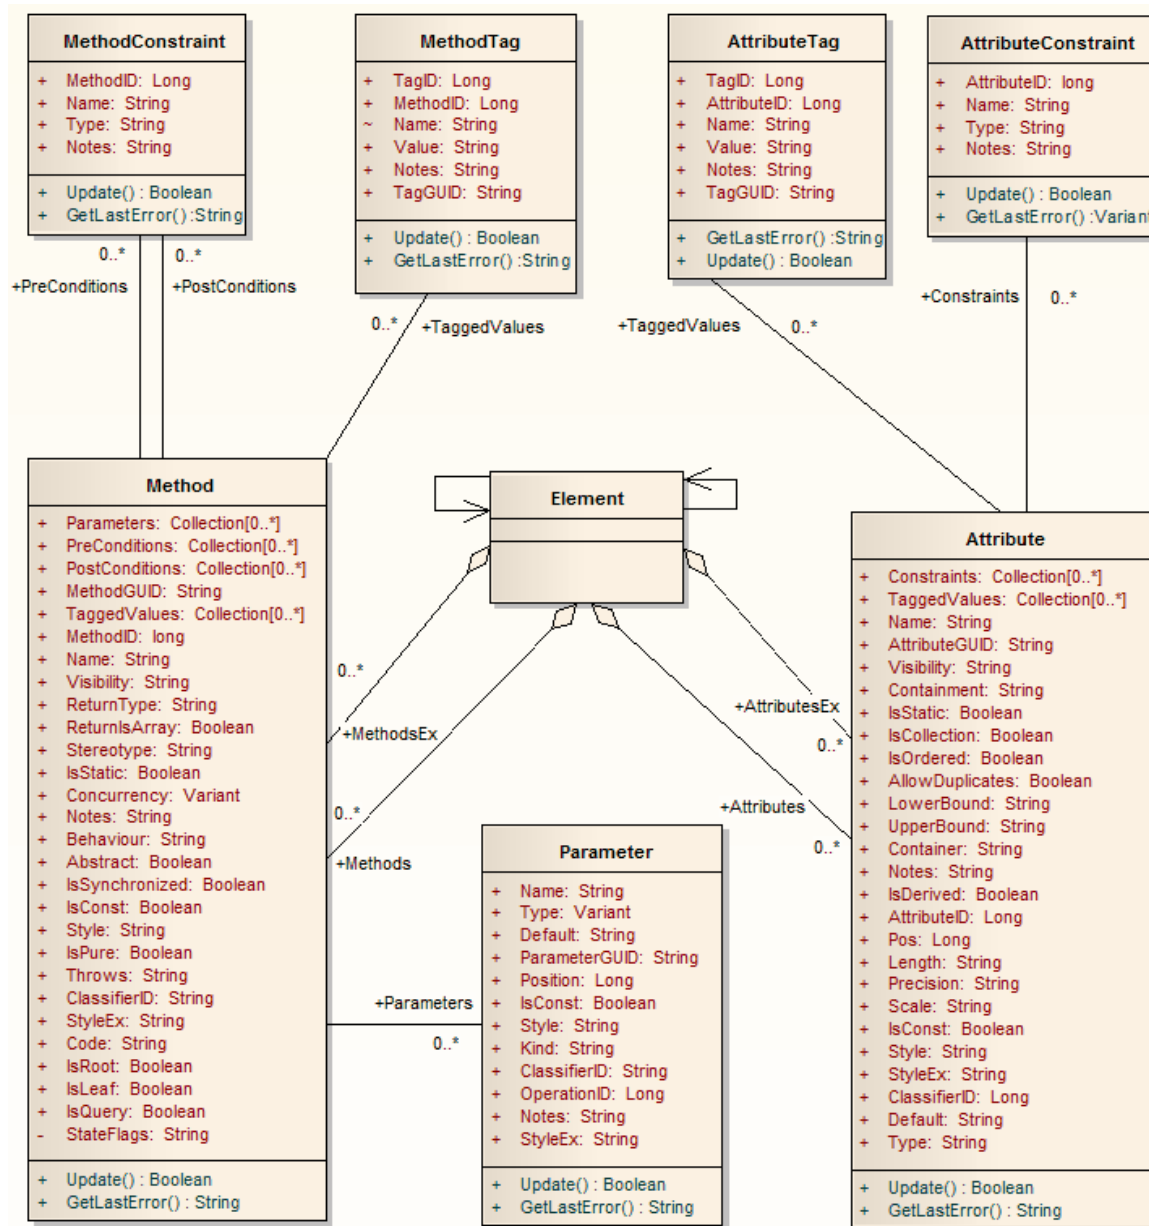 MethodConstraint
+ MethodID: Long
+ Name: String
+ Type: String
+ Notes: String
+ Update() : Boolean
+ GetLastError() :String
MethodTag
+ TagID: Long
+ MethodID: Long
~ Name: String
+ Value: String
+ Notes: String
+ TagGUID: String
+ Update() : Boolean
+ GetLastError() :String
AttributeTag
+ TagID: Long
+ AttributeID: Long
+ Name: String
+ Value: String
+ Notes: String
+ TagGUID: String
+ GetLastError() :String
+ Update() : Boolean
AttributeConstraint
+ AttributeID: long
+ Name: String
+ Type: String
+ Notes: String
+ Update() : Boolean
+ GetLastError() :Variant
0..* 0..*
+PreConditions +PostConditions
0..* +TaggedValues
+TaggedValues 0..*
+Constraints 0..*
Method
+ Parameters: Collection[0..*]
+ PreConditions: Collection[0..*]
+ PostConditions: Collection[0..*]
+ MethodGUID: String
+ TaggedValues: Collection[0..*]
+ MethodID: long
+ Name: String
+ Visibility: String
+ ReturnType: String
+ ReturnIsArray: Boolean
+ Stereotype: String
+ IsStatic: Boolean
+ Concurrency: Variant
+ Notes: String
+ Behaviour: String
+ Abstract: Boolean
+ IsSynchronized: Boolean
+ IsConst: Boolean
+ Style: String
+ IsPure: Boolean
+ Throws: String
+ ClassifierID: String
+ StyleEx: String
+ Code: String
+ IsRoot: Boolean
+ IsLeaf: Boolean
+ IsQuery: Boolean
- StateFlags: String
+ Update() : Boolean
+ GetLastError() : String
Element
0..*
+MethodsEx
0..*
+Methods
+AttributesEx
0..*
+Attributes
0..*
+Parameters
0..*
Parameter
+ Name: String
+ Type: Variant
+ Default: String
+ ParameterGUID: String
+ Position: Long
+ IsConst: Boolean
+ Style: String
+ Kind: String
+ ClassifierID: String
+ OperationID: Long
+ Notes: String
+ StyleEx: String
+ Update() : Boolean
+ GetLastError() : String
Attribute
+ Constraints: Collection[0..*]
+ TaggedValues: Collection[0..*]
+ Name: String
+ AttributeGUID: String
+ Visibility: String
+ Containment: String
+ IsStatic: Boolean
+ IsCollection: Boolean
+ IsOrdered: Boolean
+ AllowDuplicates: Boolean
+ LowerBound: String
+ UpperBound: String
+ Container: String
+ Notes: String
+ IsDerived: Boolean
+ AttributeID: Long
+ Pos: Long
+ Length: String
+ Precision: String
+ Scale: String
+ IsConst: Boolean
+ Style: String
+ StyleEx: String
+ ClassifierID: Long
+ Default: String
+ Type: String
+ Update() : Boolean
+ GetLastError() : String